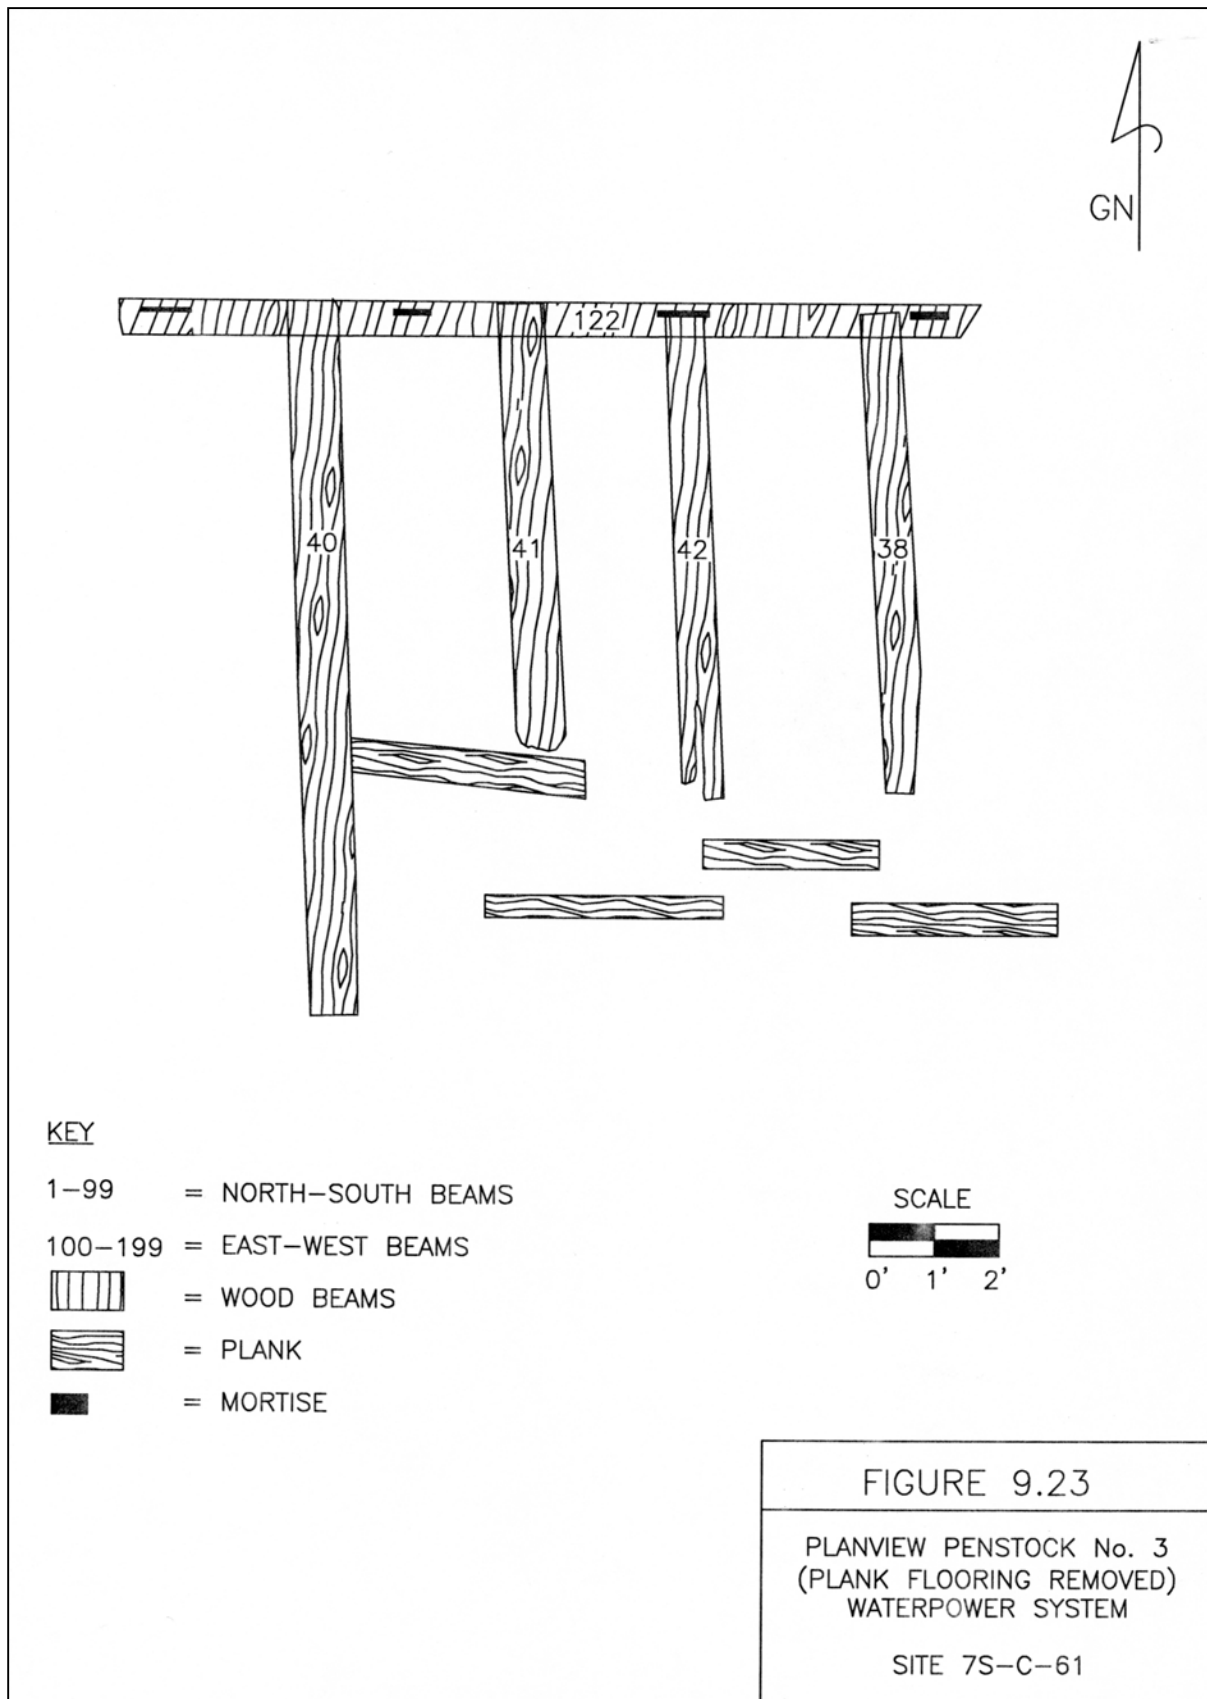 GN
122
40
41
42
38
KEY
1–99 = NORTH–SOUTH BEAMS
100–199 = EAST–WEST BEAMS
= WOOD BEAMS
= PLANK
= MORTISE
SCALE
0' 1' 2'
FIGURE 9.23
PLANVIEW PENSTOCK No. 3
(PLANK FLOORING REMOVED)
WATERPOWER SYSTEM
SITE 7S–C–61